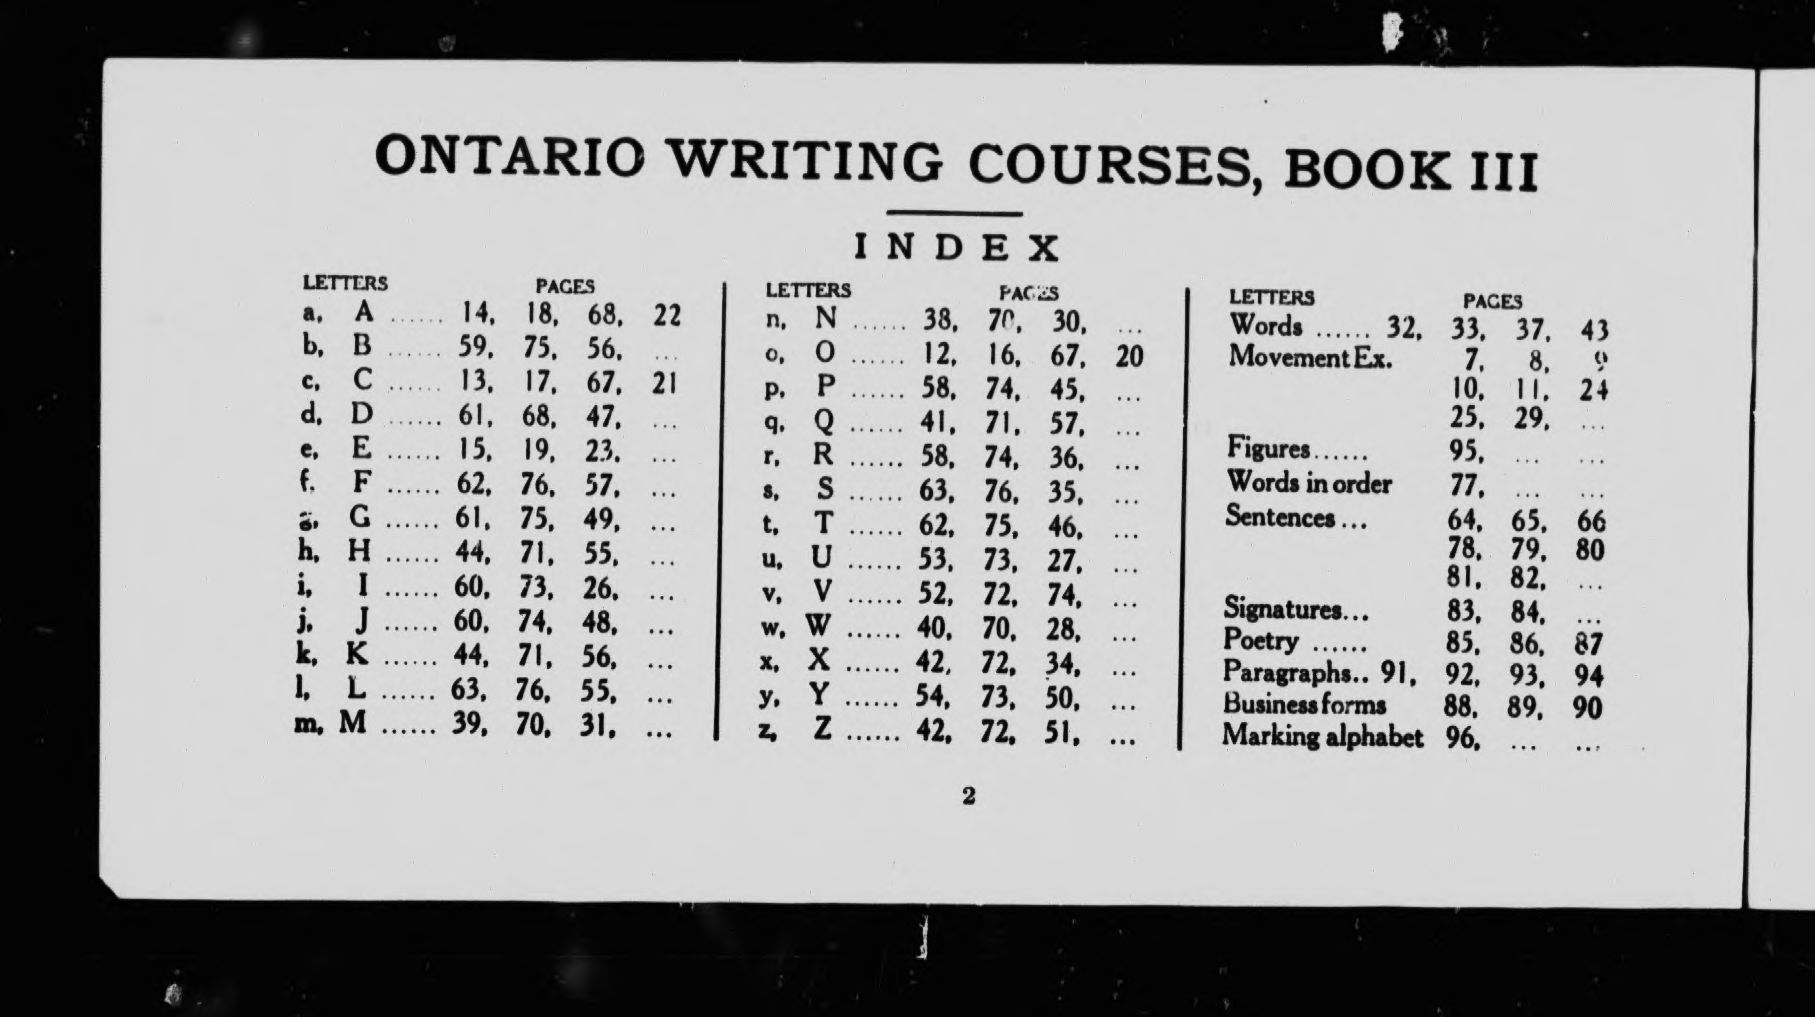 ONTARIO WRITING COURSES, BOOK III
INDEX
LETTERS PAGES
a, A ...... 14, 18, 68, 22
b, B ...... 59, 75, 56, ...
c, C ...... 13, 17, 67, 21
d, D ...... 61, 68, 47, ...
e, E ...... 15, 19, 23, ...
f, F ...... 62, 76, 57, ...
g, G ...... 61, 75, 49, ...
h, H ...... 44, 71, 55, ...
i, I ...... 60, 73, 26, ...
j, J ...... 60, 74, 48, ...
k, K ...... 44, 71, 56, ...
l, L ...... 63, 76, 55, ...
m, M ...... 39, 70, 31, ...
LETTERS PAGES
n, N ...... 38, 70, 30, ...
o, O ...... 12, 16, 67, 20
p, P ...... 58, 74, 45, ...
q, Q ...... 41, 71, 57, ...
r, R ...... 58, 74, 36, ...
s, S ...... 63, 76, 35, ...
t, T ...... 62, 75, 46, ...
u, U ...... 53, 73, 27, ...
v, V ...... 52, 72, 74, ...
w, W ...... 40, 70, 28, ...
x, X ...... 42, 72, 34, ...
y, Y ...... 54, 73, 50, ...
z, Z ...... 42, 72, 51, ...
LETTERS PAGES
Words ...... 32, 33, 37, 43
Movement Ex. 7, 8, 9
10, 11, 24
25, 29, ...
Figures...... 95, ... ...
Words in order 77, ... ...
Sentences... 64, 65, 66
78, 79, 80
81, 82, ...
Signatures... 83, 84, ...
Poetry ...... 85, 86, 87
Paragraphs.. 91, 92, 93, 94
Business forms 88, 89, 90
Marking alphabet 96, ... ...
2